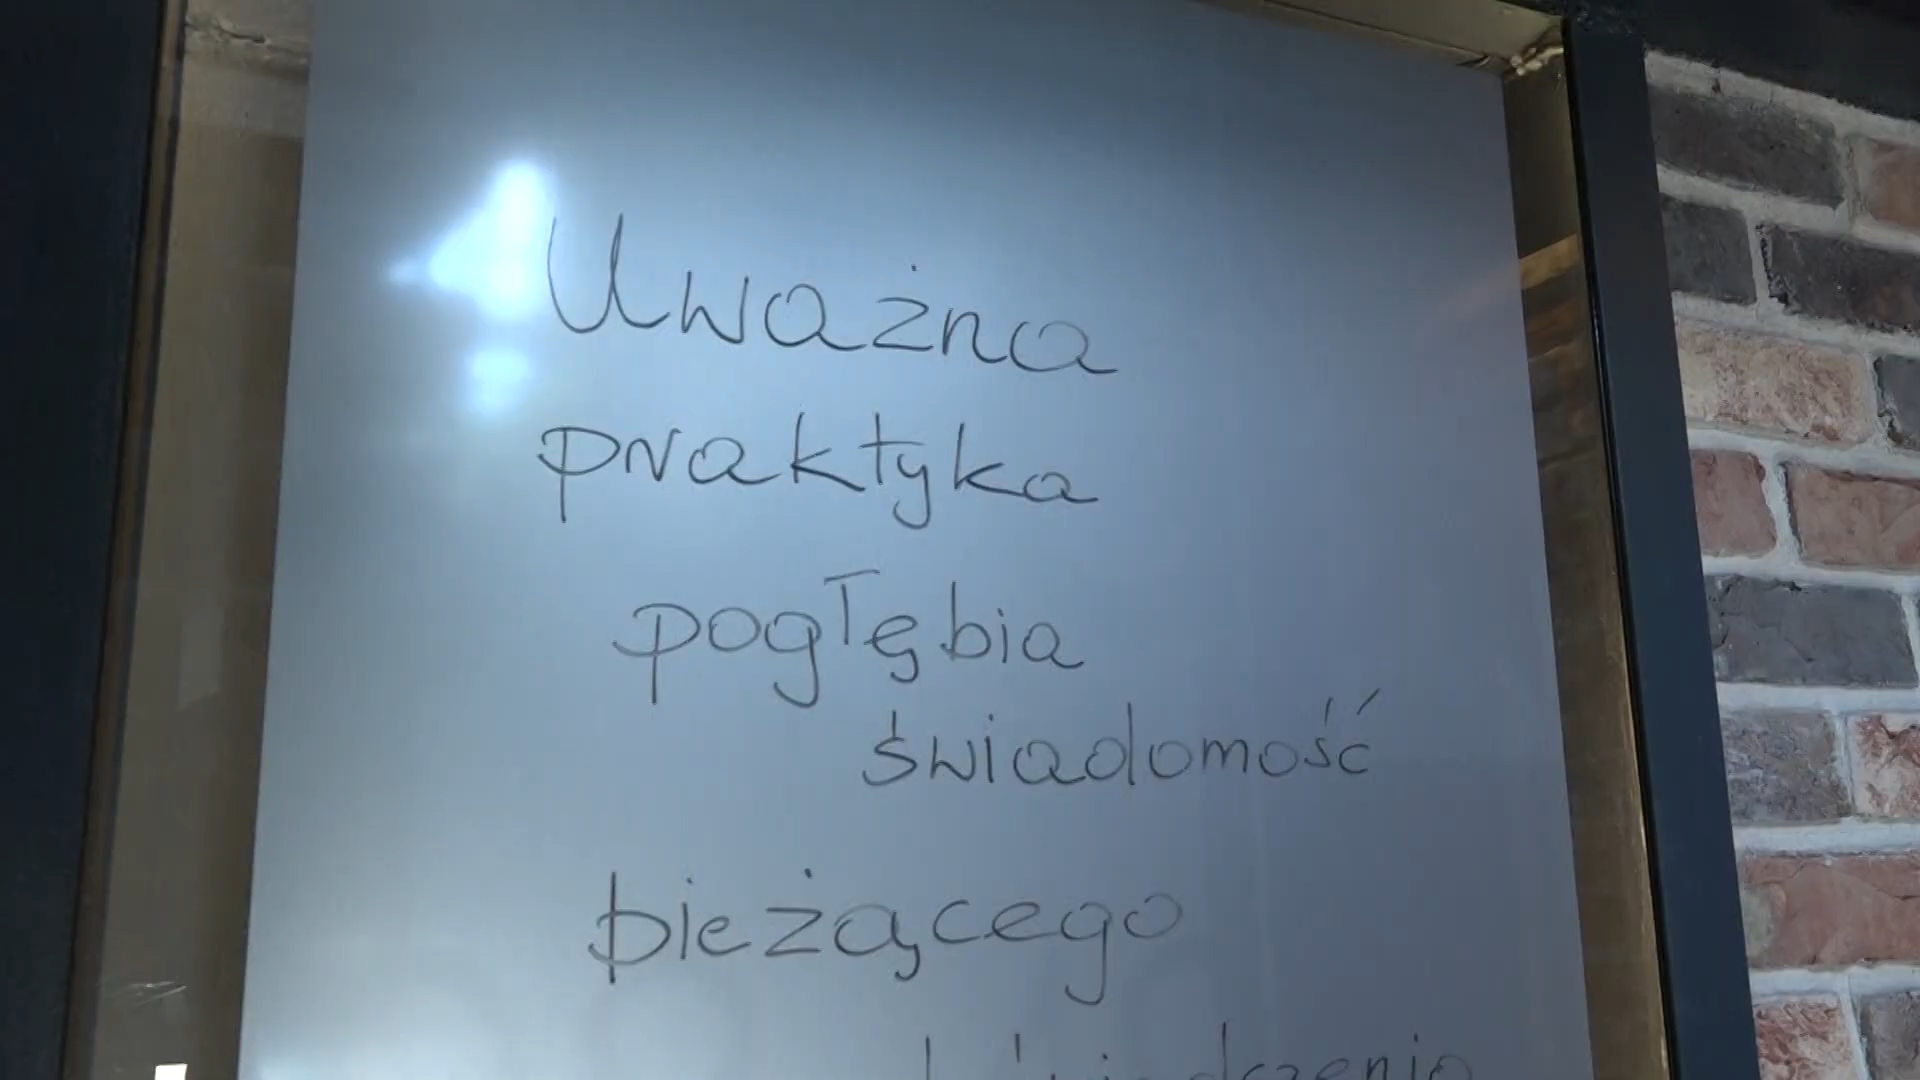 Uważna
praktyka
pogłębia
świadomość
bieżącego